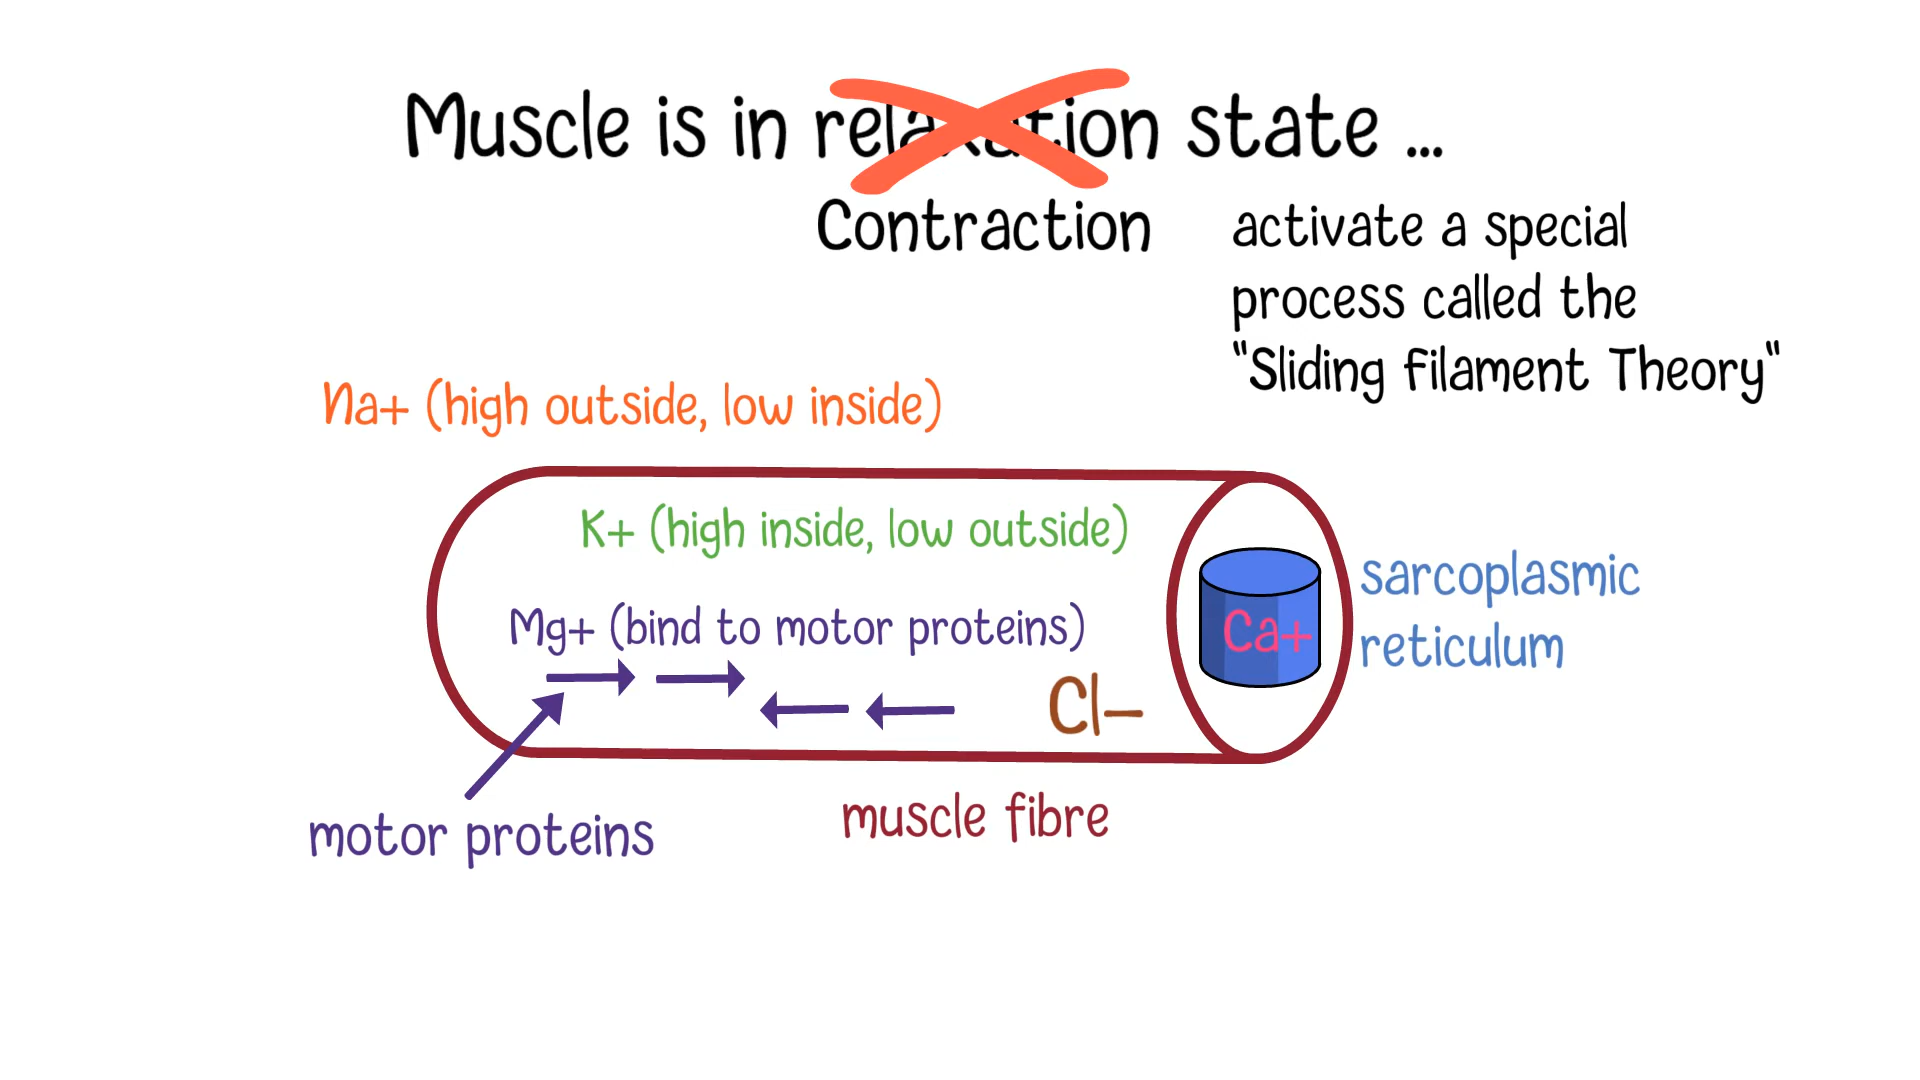 Muscle is in relaxation state ...
Contraction
activate a special
process called the
"Sliding filament Theory"
Na+ (high outside, low inside)
K+ (high inside, low outside)
Mg+ (bind to motor proteins)
Cl-
Ca+
sarcoplasmic
reticulum
motor proteins
muscle fibre